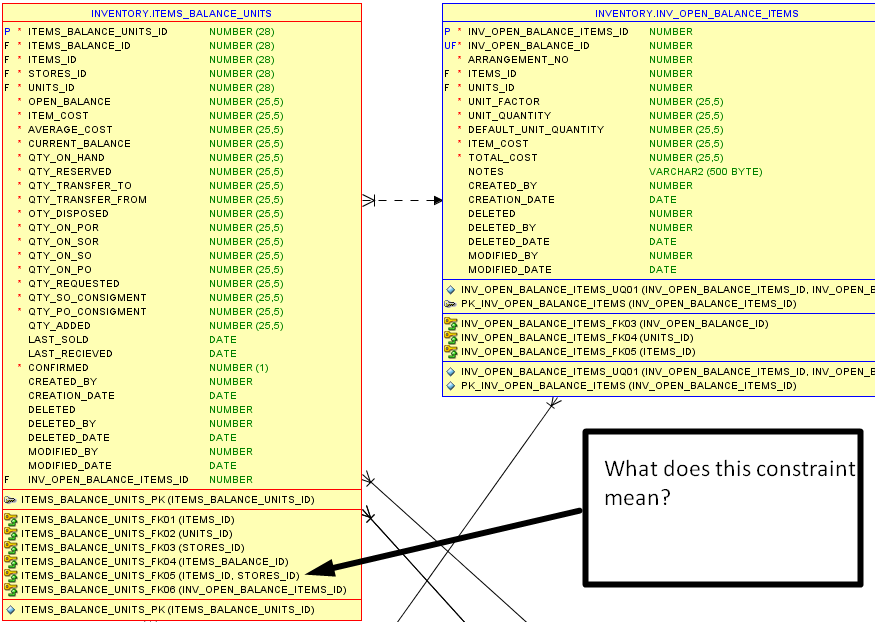 INVENTORY.ITEMS_BALANCE_UNITS
P * ITEMS_BALANCE_UNITS_ID NUMBER (28)
F * ITEMS_BALANCE_ID NUMBER (28)
F * ITEMS_ID NUMBER (28)
F * STORES_ID NUMBER (28)
F * UNITS_ID NUMBER (28)
* OPEN_BALANCE NUMBER (25,5)
* ITEM_COST NUMBER (25,5)
* AVERAGE_COST NUMBER (25,5)
* CURRENT_BALANCE NUMBER (25,5)
* QTY_ON_HAND NUMBER (25,5)
* QTY_RESERVED NUMBER (25,5)
* QTY_TRANSFER_TO NUMBER (25,5)
* QTY_TRANSFER_FROM NUMBER (25,5)
* OTY_DISPOSED NUMBER (25,5)
* QTY_ON_POR NUMBER (25,5)
* QTY_ON_SOR NUMBER (25,5)
* QTY_ON_SO NUMBER (25,5)
* QTY_ON_PO NUMBER (25,5)
* QTY_REQUESTED NUMBER (25,5)
* QTY_SO_CONSIGMENT NUMBER (25,5)
* QTY_PO_CONSIGMENT NUMBER (25,5)
QTY_ADDED NUMBER (25,5)
LAST_SOLD DATE
LAST_RECIEVED DATE
* CONFIRMED NUMBER (1)
CREATED_BY NUMBER
CREATION_DATE DATE
DELETED NUMBER
DELETED_BY NUMBER
DELETED_DATE DATE
MODIFIED_BY NUMBER
MODIFIED_DATE DATE
F INV_OPEN_BALANCE_ITEMS_ID NUMBER
ITEMS_BALANCE_UNITS_PK (ITEMS_BALANCE_UNITS_ID)
ITEMS_BALANCE_UNITS_FK01 (ITEMS_ID)
ITEMS_BALANCE_UNITS_FK02 (UNITS_ID)
ITEMS_BALANCE_UNITS_FK03 (STORES_ID)
ITEMS_BALANCE_UNITS_FK04 (ITEMS_BALANCE_ID)
ITEMS_BALANCE_UNITS_FK05 (ITEMS_ID, STORES_ID)
ITEMS_BALANCE_UNITS_FK06 (INV_OPEN_BALANCE_ITEMS_ID)
ITEMS_BALANCE_UNITS_PK (ITEMS_BALANCE_UNITS_ID)
INVENTORY.INV_OPEN_BALANCE_ITEMS
P * INV_OPEN_BALANCE_ITEMS_ID NUMBER
UF* INV_OPEN_BALANCE_ID NUMBER
* ARRANGEMENT_NO NUMBER
F * ITEMS_ID NUMBER
F * UNITS_ID NUMBER
* UNIT_FACTOR NUMBER (25,5)
* UNIT_QUANTITY NUMBER (25,5)
* DEFAULT_UNIT_QUANTITY NUMBER (25,5)
* ITEM_COST NUMBER (25,5)
* TOTAL_COST NUMBER (25,5)
NOTES VARCHAR2 (500 BYTE)
CREATED_BY NUMBER
CREATION_DATE DATE
DELETED NUMBER
DELETED_BY NUMBER
DELETED_DATE DATE
MODIFIED_BY NUMBER
MODIFIED_DATE DATE
INV_OPEN_BALANCE_ITEMS_UQ01 (INV_OPEN_BALANCE_ITEMS_ID, INV_OPEN_B
PK_INV_OPEN_BALANCE_ITEMS (INV_OPEN_BALANCE_ITEMS_ID)
INV_OPEN_BALANCE_ITEMS_FK03 (INV_OPEN_BALANCE_ID)
INV_OPEN_BALANCE_ITEMS_FK04 (UNITS_ID)
INV_OPEN_BALANCE_ITEMS_FK05 (ITEMS_ID)
INV_OPEN_BALANCE_ITEMS_UQ01 (INV_OPEN_BALANCE_ITEMS_ID, INV_OPEN_B
PK_INV_OPEN_BALANCE_ITEMS (INV_OPEN_BALANCE_ITEMS_ID)
What does this constraint
mean?